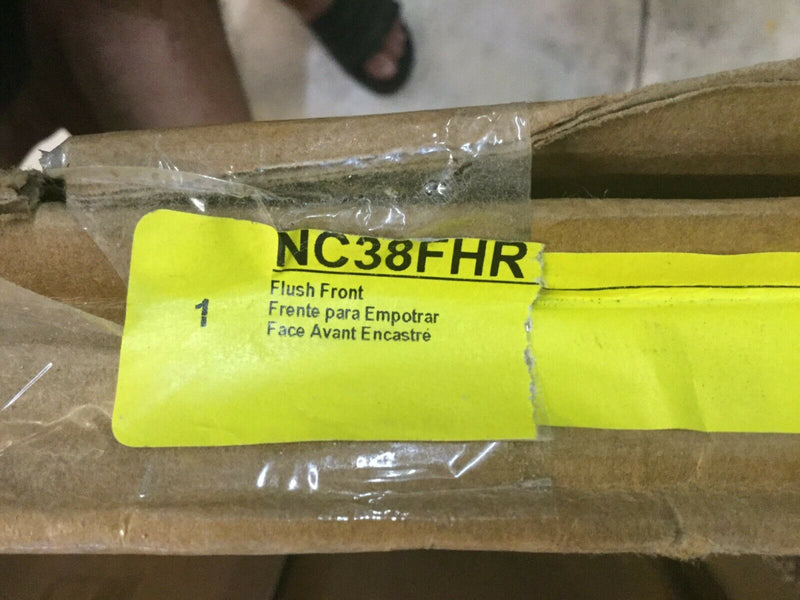 NC38FHR
1
Flush Front
Frente para Empotrar
Face Avant Encastré